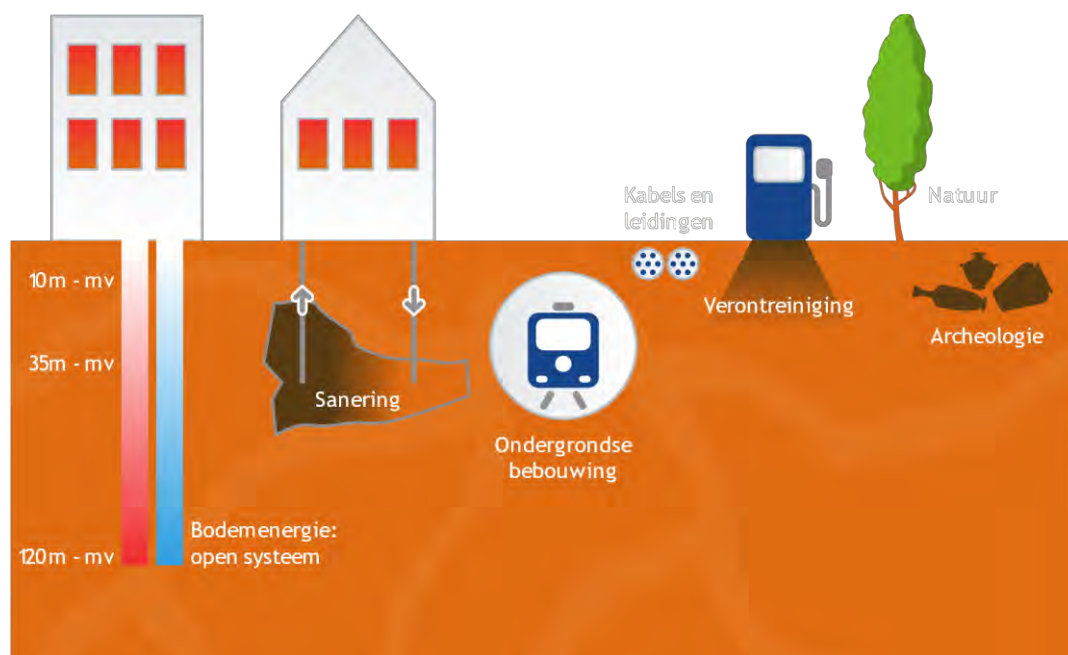 Kabels en
leidingen
Natuur
10m - mv
Verontreiniging
Archeologie
35m - mv
Sanering
Ondergrondse
bebouwing
Bodemenergie:
open systeem
120m - mv